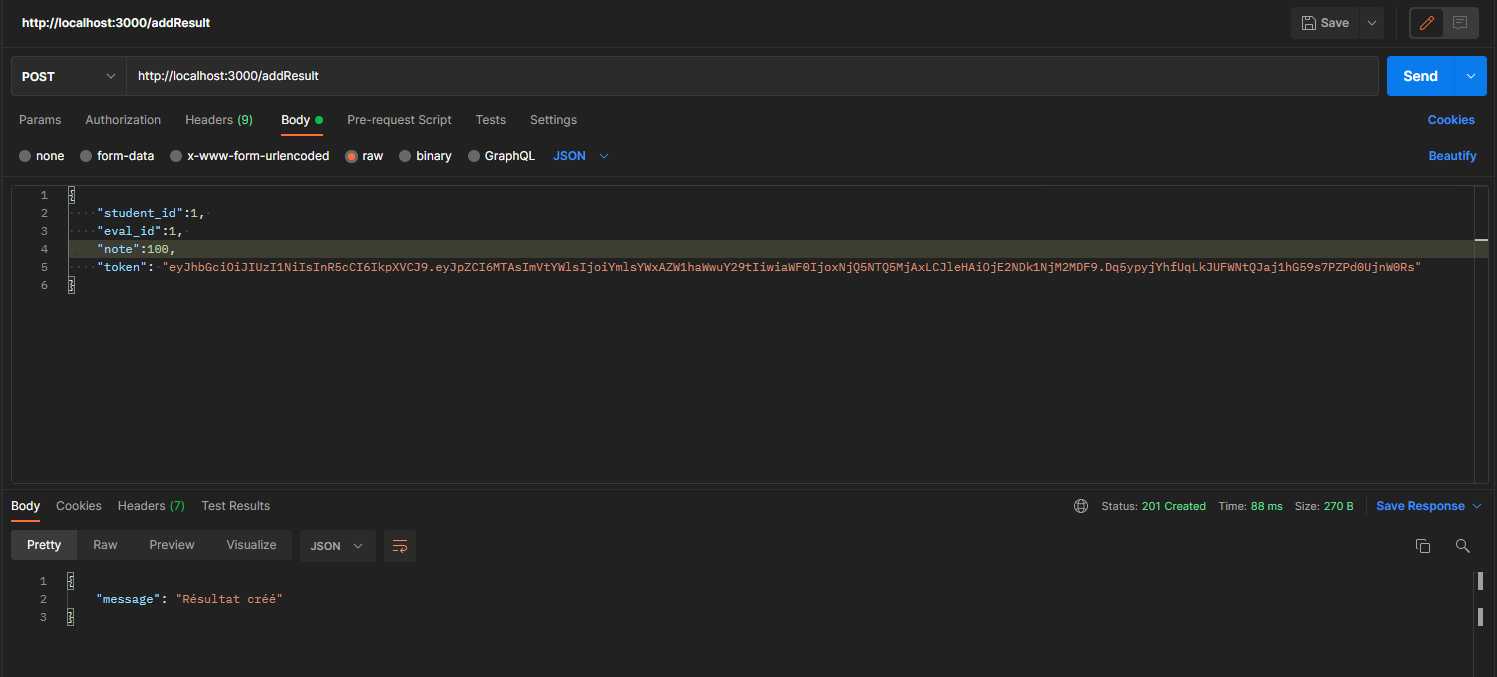 http://localhost:3000/addResult
Save
POST http://localhost:3000/addResult Send
Params Authorization Headers (9) Body Pre-request Script Tests Settings Cookies
none form-data x-www-form-urlencoded raw binary GraphQL JSON Beautify
1 {
2 "student_id":1,
3 "eval_id":1,
4 "note":100,
5 "token": "eyJhbGciOiJIUzI1NiIsInR5cCI6IkpXVCJ9.eyJpZCI6MTAsImVtYWlsIjoiYmlsYWxAZW1haWwuY29tIiwiaWF0IjoxNjQ5NTQ5MjAxLCJleHAiOjE2NDk1NjM2MDF9.Dq5ypyjYhfUqLkJUFWNtQJaj1hG59s7PZPd0UjnW0Rs"
6 }
Body Cookies Headers (7) Test Results Status: 201 Created Time: 88 ms Size: 270 B Save Response
Pretty Raw Preview Visualize JSON
1 {
2 "message": "Résultat créé"
3 }